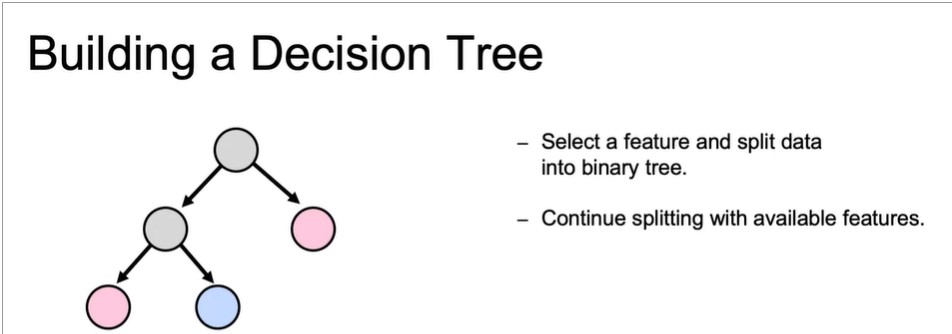 Building a Decision Tree
– Select a feature and split data
into binary tree.
– Continue splitting with available features.